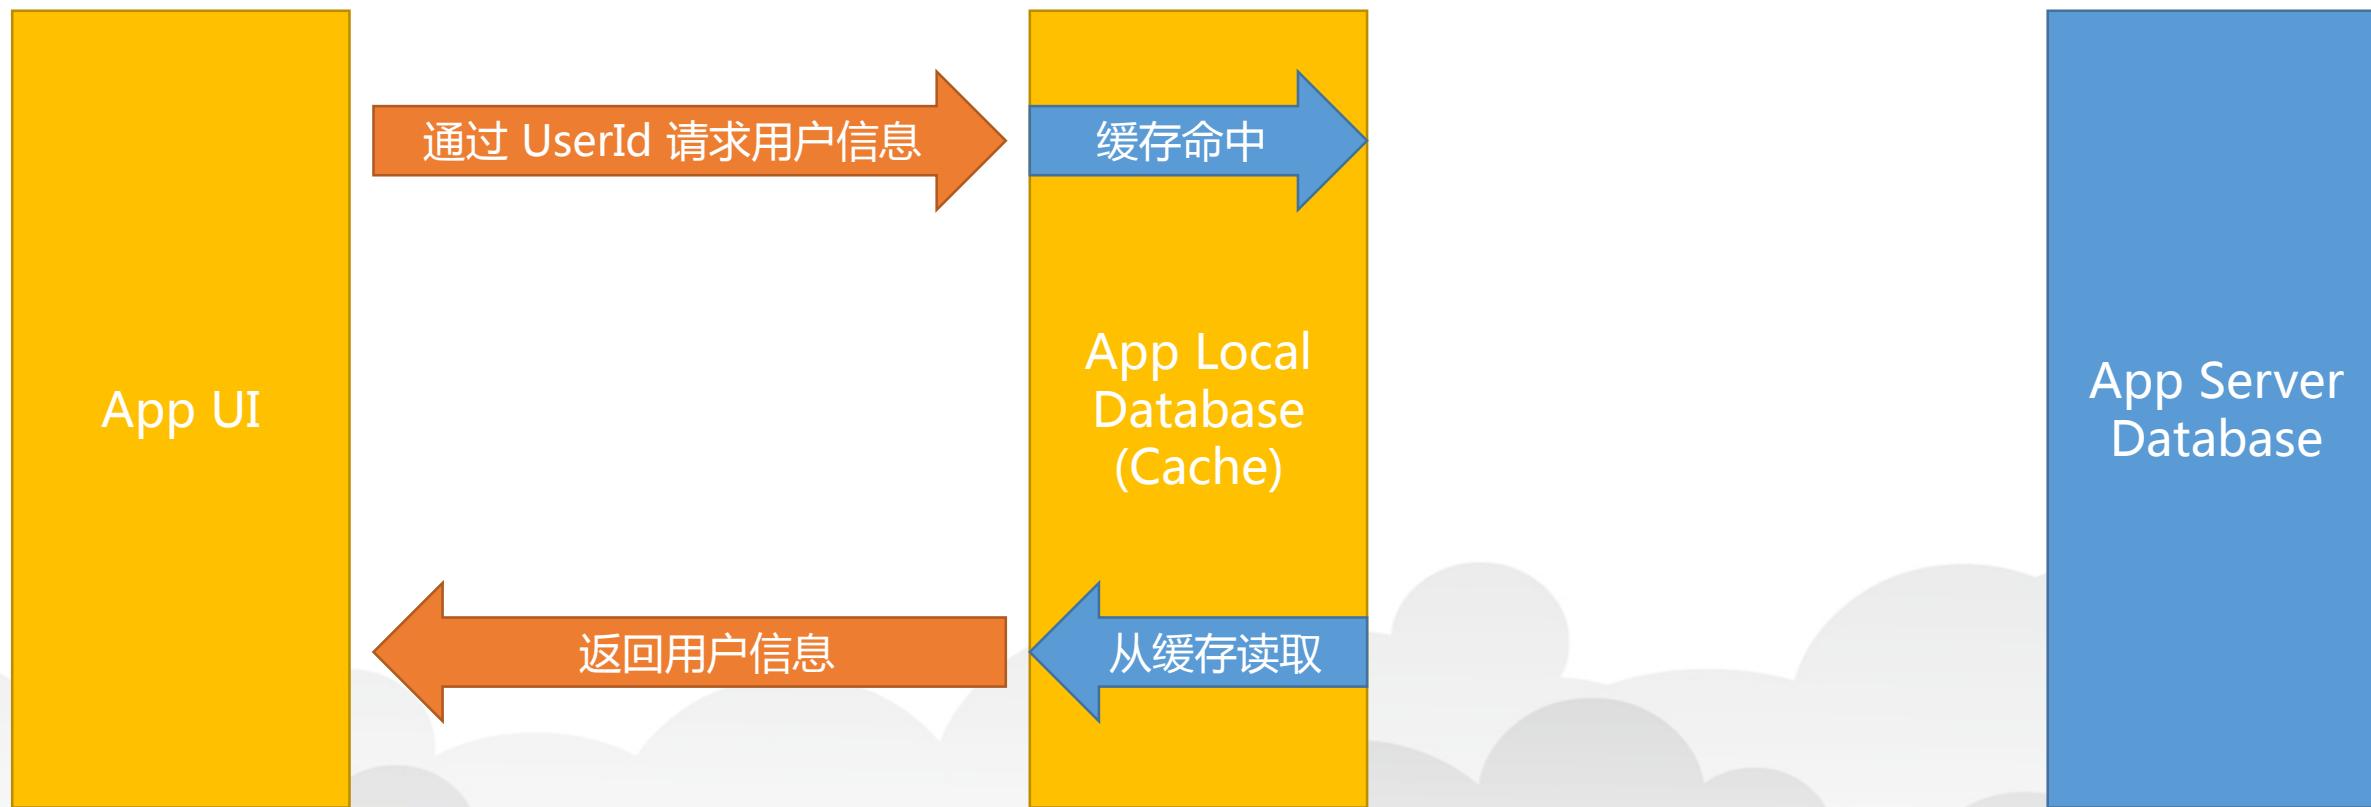 通过 UserId 请求用户信息
缓存命中
App UI
App Local
Database
(Cache)
App Server
Database
返回用户信息
从缓存读取